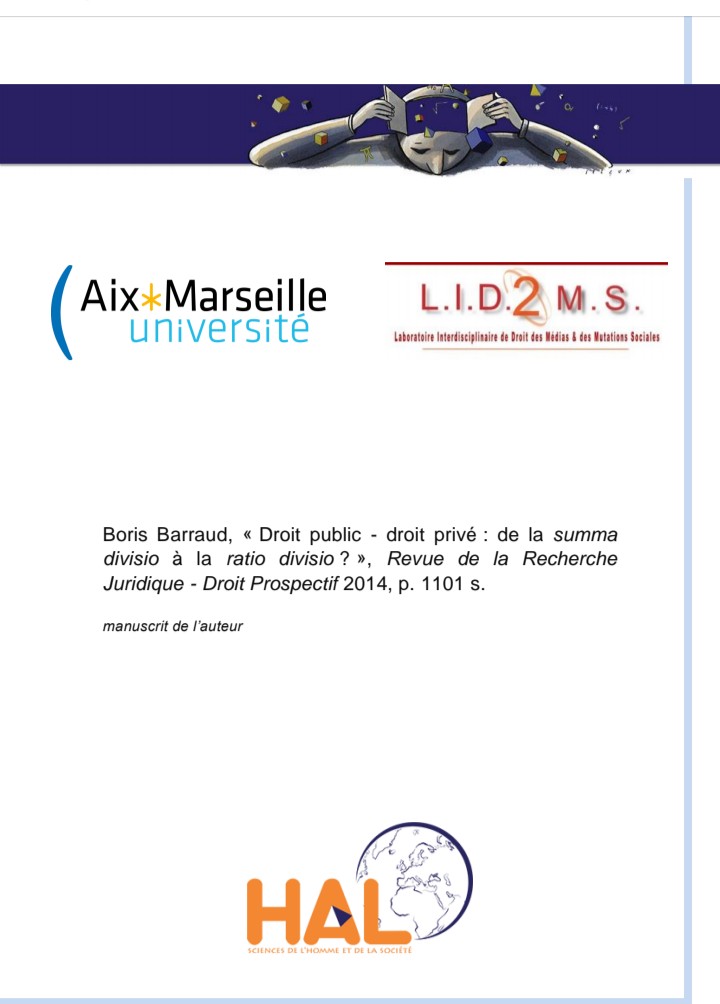 Aix*Marseille
université
L.I.D.2 M.S.
Laboratoire Interdisciplinaire de Droit des Médias & des Mutations Sociales
Boris Barraud, « Droit public - droit privé : de la summa
divisio à la ratio divisio ? », Revue de la Recherche
Juridique - Droit Prospectif 2014, p. 1101 s.
manuscrit de l'auteur
HAL
SCIENCES DE L'HOMME ET DE LA SOCIÉTÉ